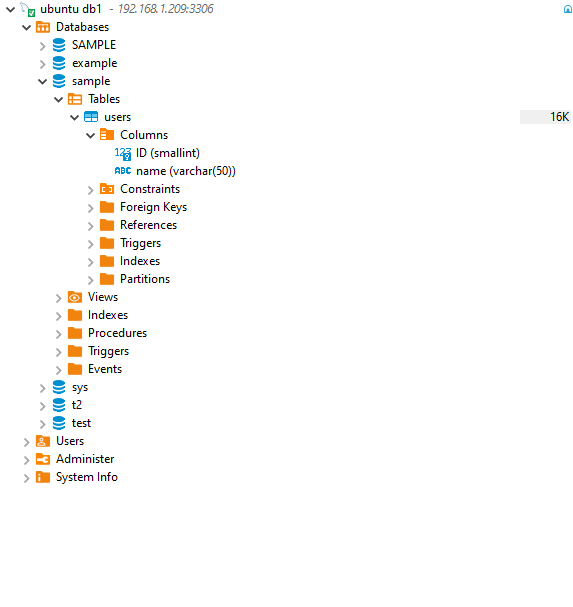 ubuntu db1 - 192.168.1.209:3306
Databases
SAMPLE
example
sample
Tables
users 16K
Columns
123 ID (smallint)
ABC name (varchar(50))
Constraints
Foreign Keys
References
Triggers
Indexes
Partitions
Views
Indexes
Procedures
Triggers
Events
sys
t2
test
Users
Administer
System Info